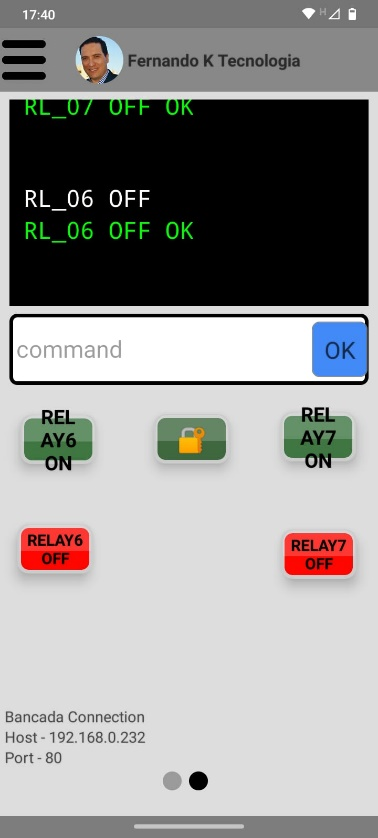 17:40
H
Fernando K Tecnologia
RL_07 OFF OK
RL_06 OFF
RL_06 OFF OK
command
OK
REL
AY6
ON
REL
AY7
ON
RELAY6
OFF
RELAY7
OFF
Bancada Connection
Host - 192.168.0.232
Port - 80